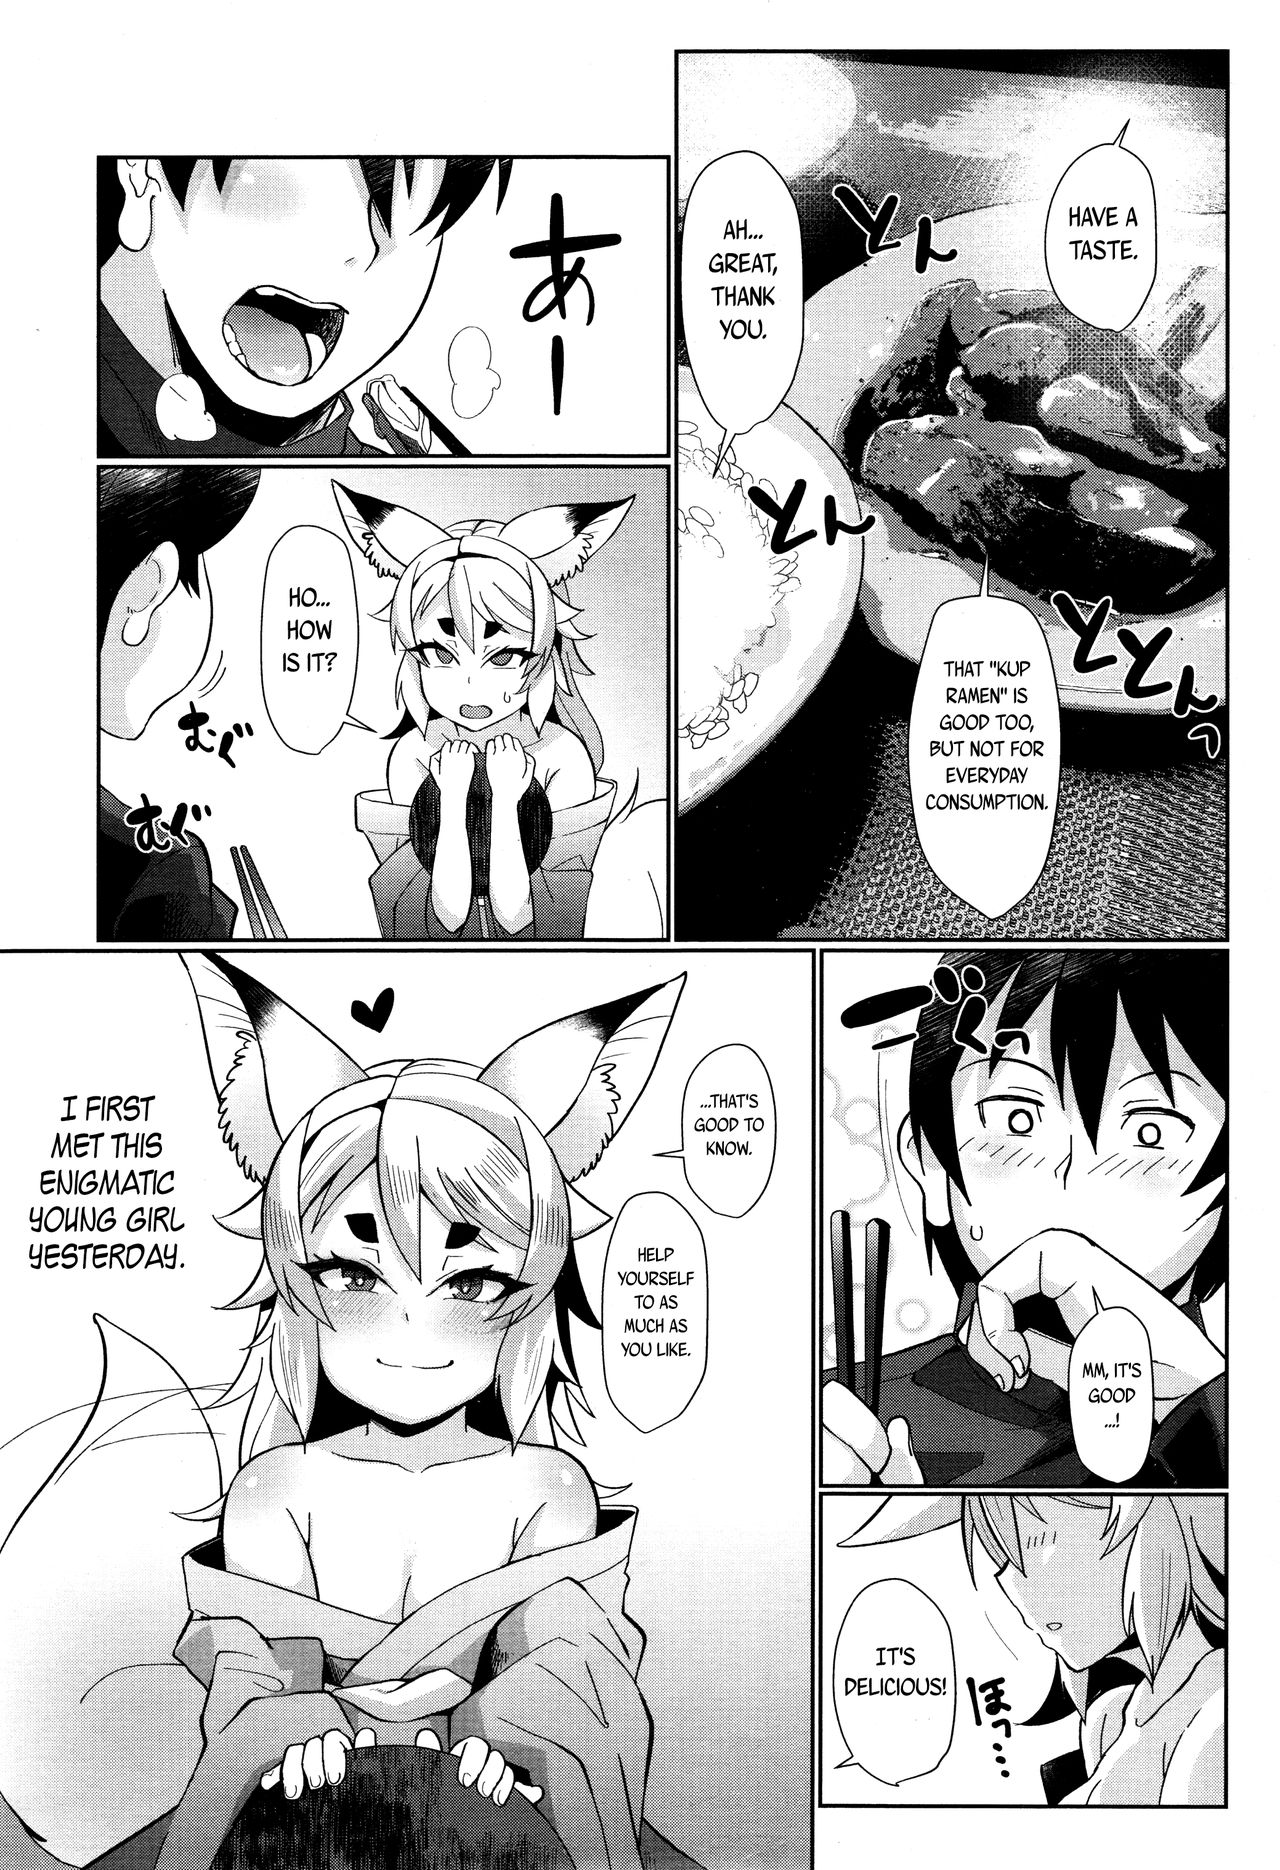 HAVE A
TASTE.
とん
AH...
GREAT,
THANK
YOU.
とん
THAT "KUP
RAMEN" IS
GOOD TOO,
BUT NOT FOR
EVERYDAY
CONSUMPTION.
とととんっ
あー
HO...
HOW
IS IT?
むぐ
むぐ
MM, IT'S
GOOD
...!
IT'S
DELICIOUS!
ほっ…
...THAT'S
GOOD TO
KNOW.
HELP
YOURSELF
TO AS
MUCH AS
YOU LIKE.
I FIRST
MET THIS
ENIGMATIC
YOUNG GIRL
YESTERDAY.